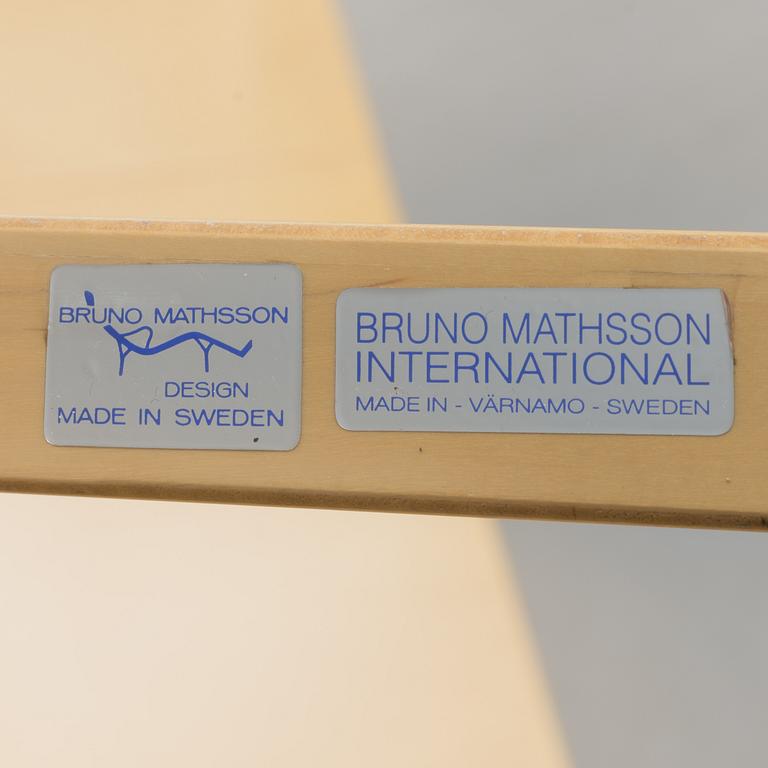 BRUNO MATHSSON
DESIGN
MADE IN SWEDEN
BRUNO MATHSSON
INTERNATIONAL
MADE IN - VÄRNAMO - SWEDEN